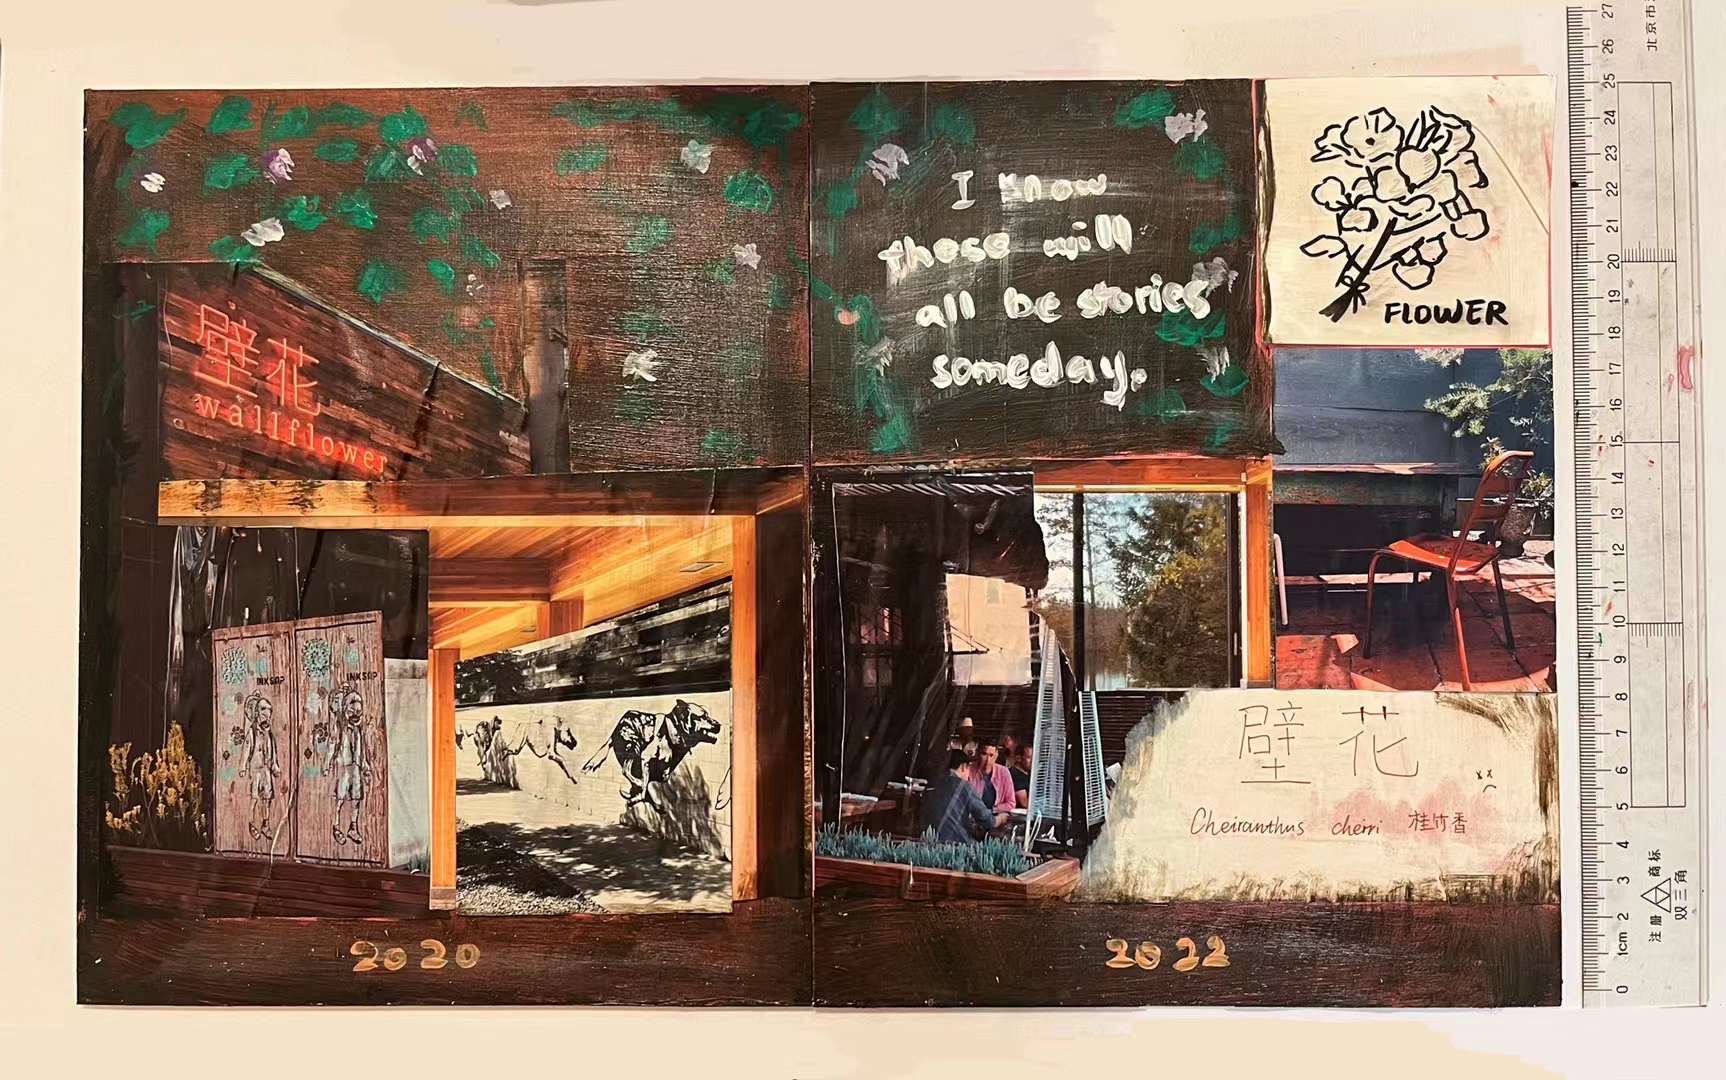 壁花
wallflower
INKSAP
INKSAP
2020
I know
these will
all be stories
someday.
FLOWER
壁 花
Cheiranthus cheiri 桂竹香
2022
27
26
25
24
23
22
21
20
19
18
17
16
15
14
13
12
11
10
9
8
7
6
5
4
3
2
1cm
0
北京市
注册 商标
双三角